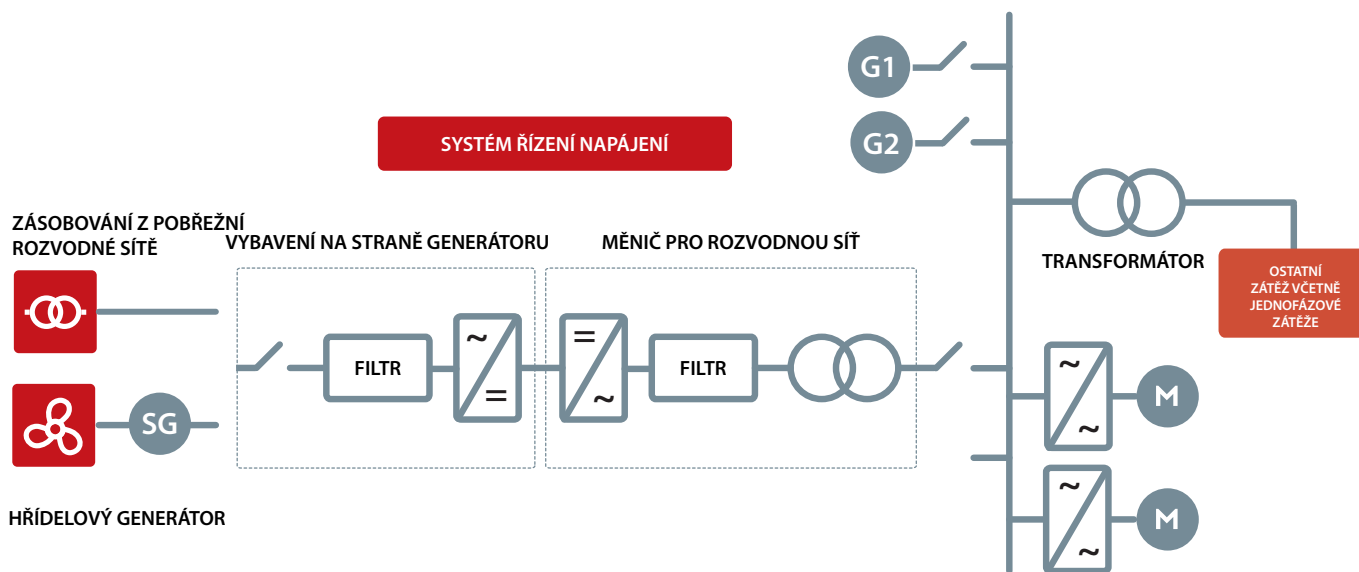 G1
G2
SYSTÉM ŘÍZENÍ NAPÁJENÍ
ZÁSOBOVÁNÍ Z POBŘEŽNÍ
ROZVODNÉ SÍTĚ
VYBAVENÍ NA STRANĚ GENERÁTORU
MĚNIČ PRO ROZVODNOU SÍŤ
TRANSFORMÁTOR
OSTATNÍ
ZÁTĚŽ VČETNĚ
JEDNOFÁZOVÉ
ZÁTĚŽE
~
=
FILTR
=
~
FILTR
~
~
M
SG
HŘÍDELOVÝ GENERÁTOR
~
~
M